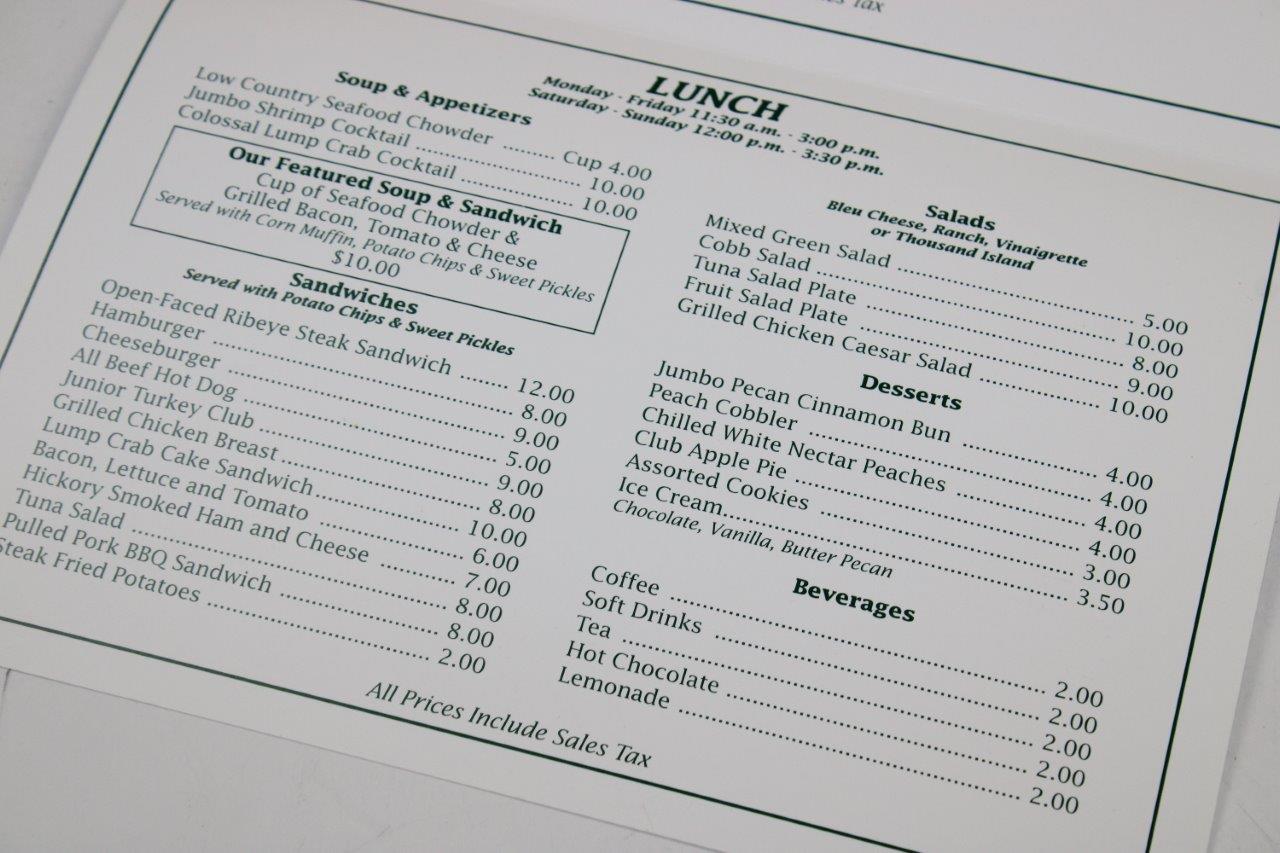 es Tax
LUNCH
Monday - Friday 11:30 a.m. - 3:00 p.m.
Saturday - Sunday 12:00 p.m. - 3:30 p.m.
Soup & Appetizers
Low Country Seafood Chowder ......... Cup 4.00
Jumbo Shrimp Cocktail ............................. 10.00
Colossal Lump Crab Cocktail .................... 10.00
Our Featured Soup & Sandwich
Cup of Seafood Chowder &
Grilled Bacon, Tomato & Cheese
Served with Corn Muffin, Potato Chips & Sweet Pickles
$10.00
Sandwiches
Served with Potato Chips & Sweet Pickles
Open-Faced Ribeye Steak Sandwich ........ 12.00
Hamburger .................................................... 8.00
Cheeseburger ................................................ 9.00
All Beef Hot Dog ............................................ 5.00
Junior Turkey Club ......................................... 9.00
Grilled Chicken Breast.................................... 8.00
Lump Crab Cake Sandwich......................... 10.00
Bacon, Lettuce and Tomato ........................ 6.00
Hickory Smoked Ham and Cheese ............ 7.00
Tuna Salad ..................................................... 8.00
Pulled Pork BBQ Sandwich .......................... 8.00
Steak Fried Potatoes ..................................... 2.00
Salads
Bleu Cheese, Ranch, Vinaigrette
or Thousand Island
Mixed Green Salad ........................................ 5.00
Cobb Salad .................................................. 10.00
Tuna Salad Plate ........................................... 8.00
Fruit Salad Plate ............................................ 9.00
Grilled Chicken Caesar Salad .................... 10.00
Desserts
Jumbo Pecan Cinnamon Bun ....................... 4.00
Peach Cobbler ............................................... 4.00
Chilled White Nectar Peaches ..................... 4.00
Club Apple Pie ............................................... 4.00
Assorted Cookies ........................................... 3.00
Ice Cream....................................................... 3.50
Chocolate, Vanilla, Butter Pecan
Beverages
Coffee ............................................................. 2.00
Soft Drinks ...................................................... 2.00
Tea ................................................................... 2.00
Hot Chocolate ................................................ 2.00
Lemonade ....................................................... 2.00
All Prices Include Sales Tax